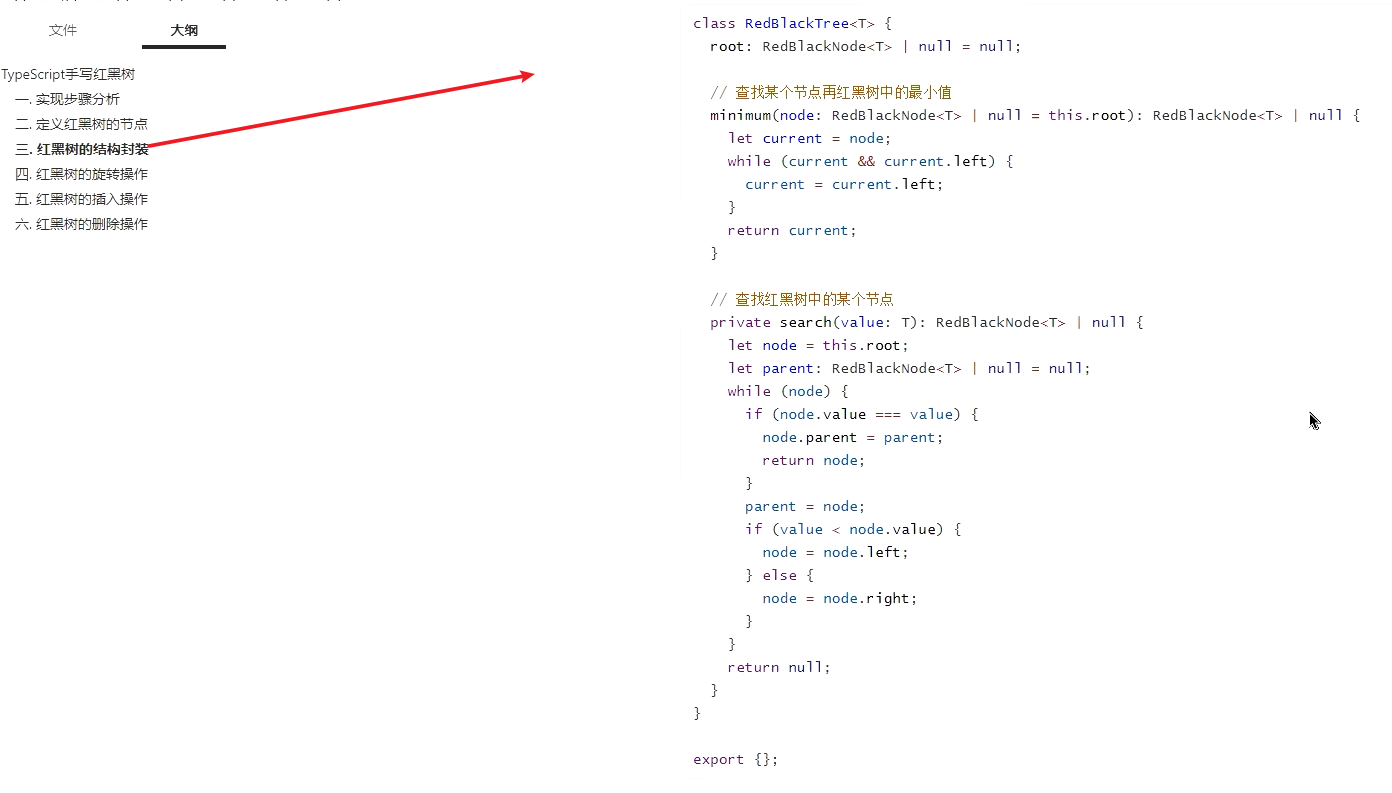 文件
大纲
TypeScript手写红黑树
一. 实现步骤分析
二. 定义红黑树的节点
三. 红黑树的结构封装
四. 红黑树的旋转操作
五. 红黑树的插入操作
六. 红黑树的删除操作
class RedBlackTree<T> {
  root: RedBlackNode<T> | null = null;

  // 查找某个节点再红黑树中的最小值
  minimum(node: RedBlackNode<T> | null = this.root): RedBlackNode<T> | null {
    let current = node;
    while (current && current.left) {
      current = current.left;
    }
    return current;
  }

  // 查找红黑树中的某个节点
  private search(value: T): RedBlackNode<T> | null {
    let node = this.root;
    let parent: RedBlackNode<T> | null = null;
    while (node) {
      if (node.value === value) {
        node.parent = parent;
        return node;
      }
      parent = node;
      if (value < node.value) {
        node = node.left;
      } else {
        node = node.right;
      }
    }
    return null;
  }
}

export {};